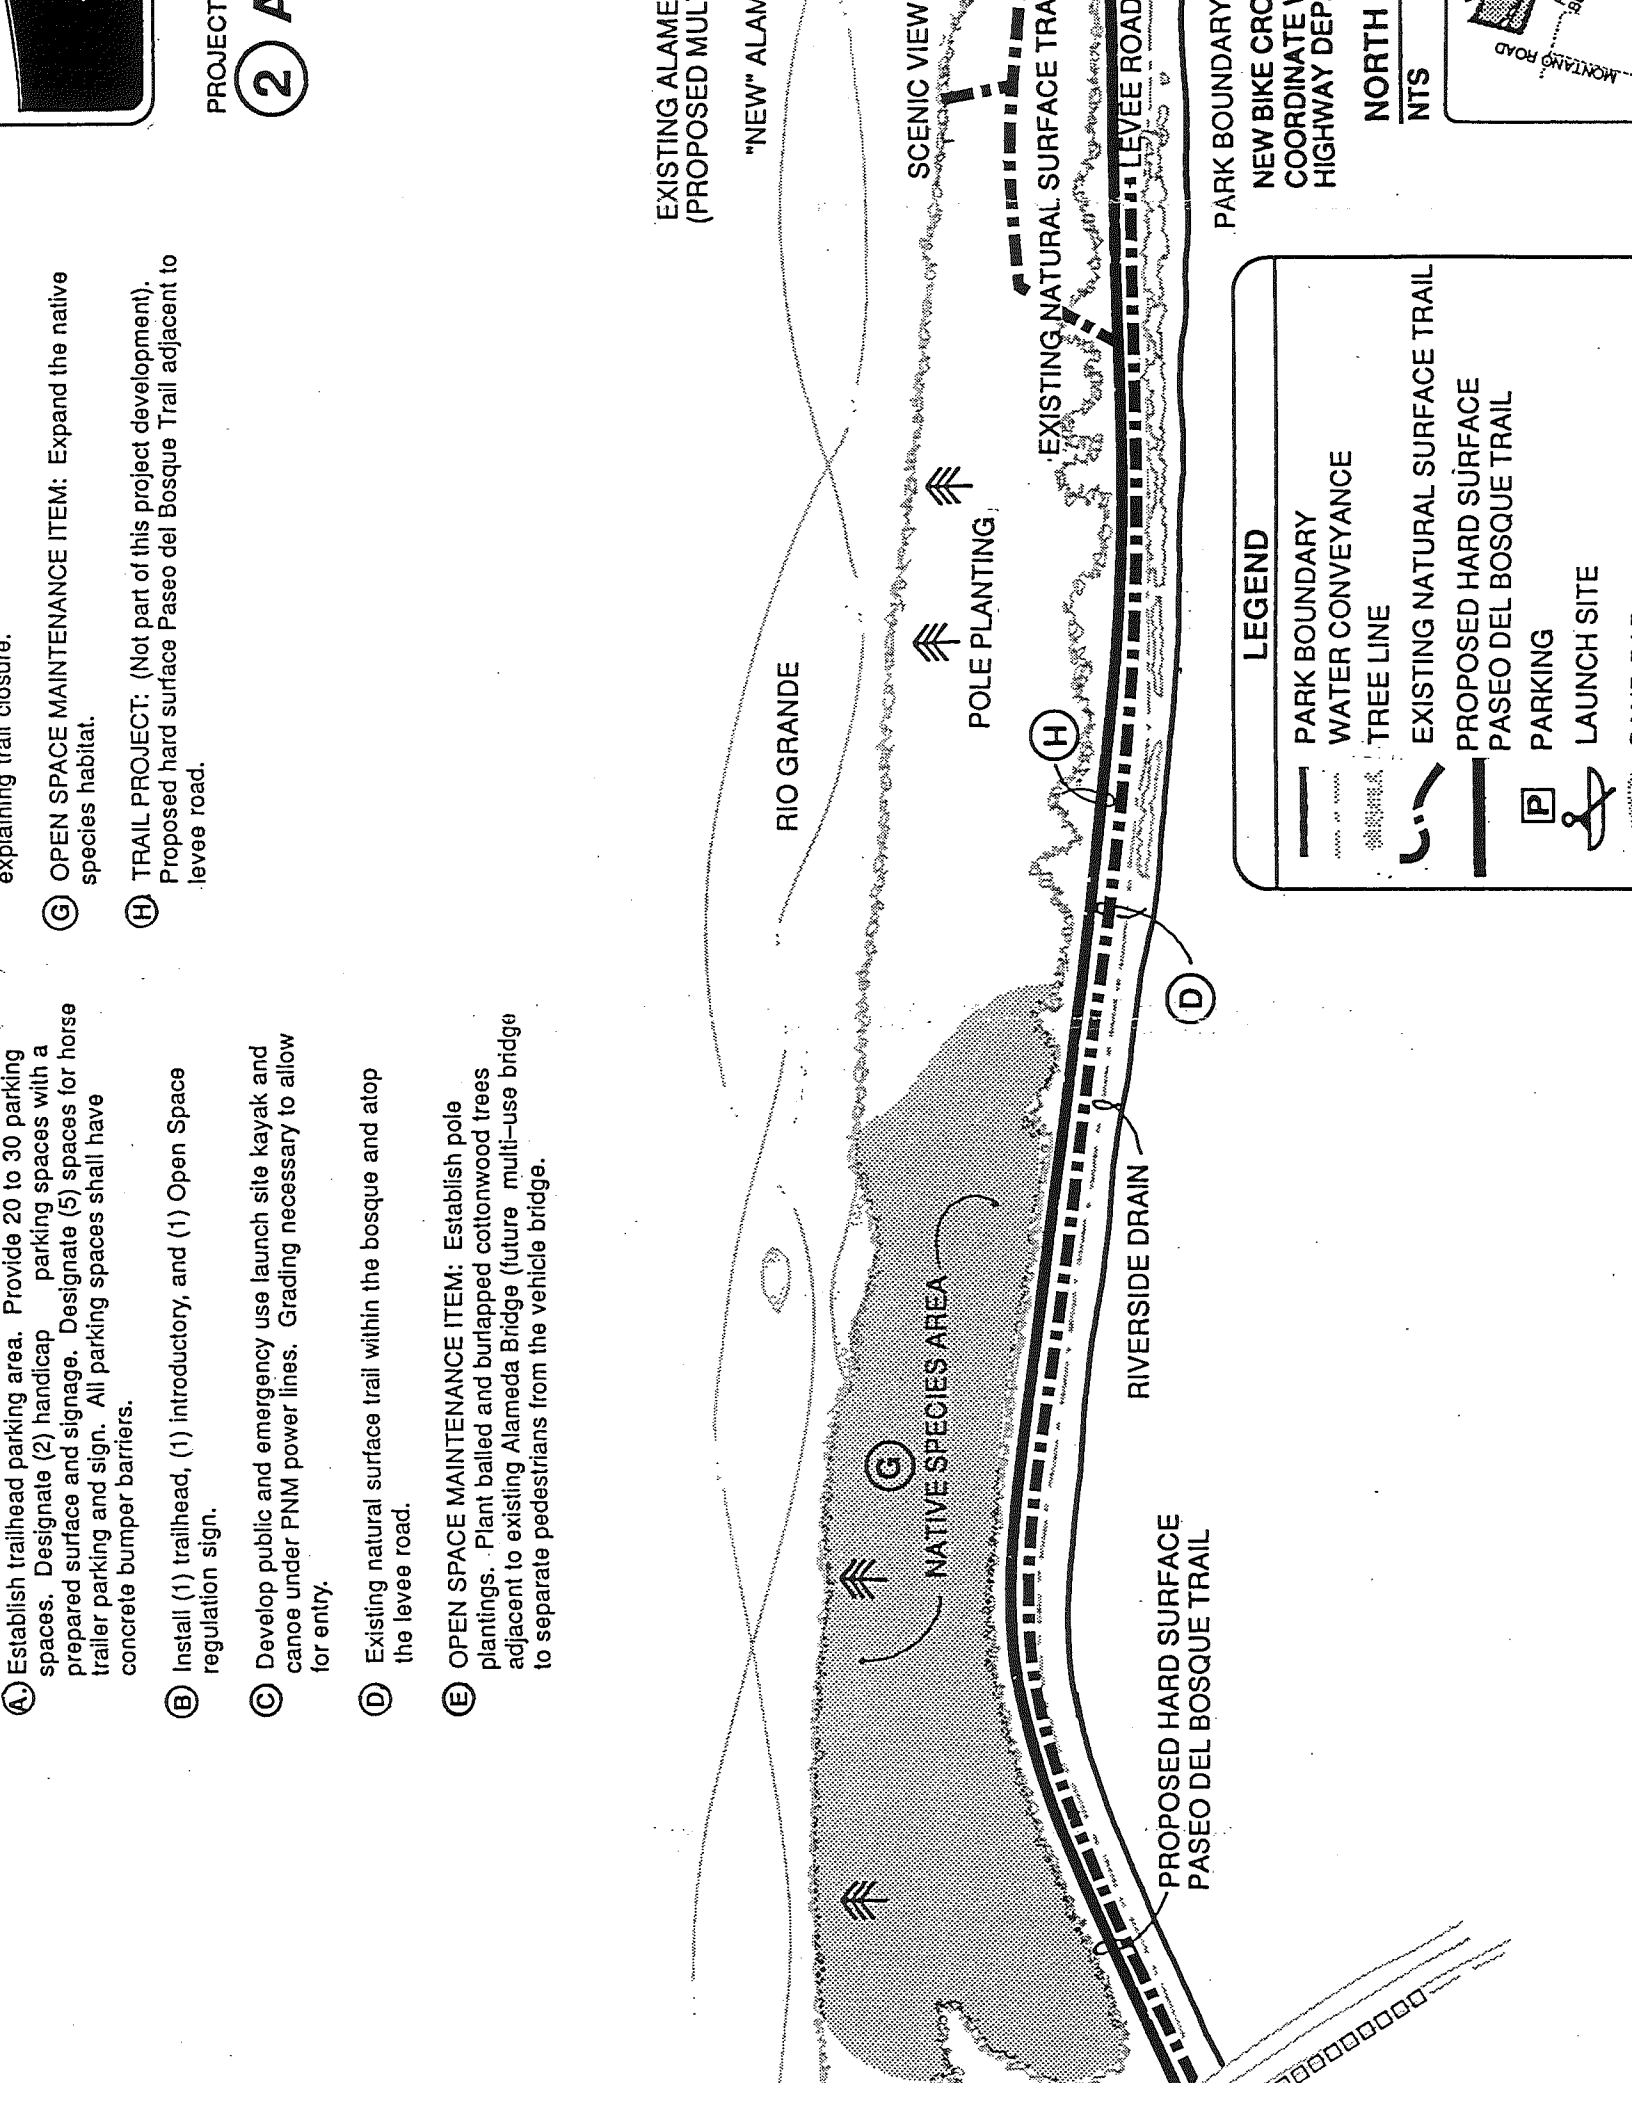 A. Establish trailhead parking area. Provide 20 to 30 parking
spaces. Designate (2) handicap parking spaces with a
prepared surface and signage. Designate (5) spaces for horse
trailer parking and sign. All parking spaces shall have
concrete bumper barriers.
B Install (1) trailhead, (1) introductory, and (1) Open Space
regulation sign.
C Develop public and emergency use launch site kayak and
canoe under PNM power lines. Grading necessary to allow
for entry.
D Existing natural surface trail within the bosque and atop
the levee road.
E OPEN SPACE MAINTENANCE ITEM: Establish pole
plantings. Plant balled and burlapped cottonwood trees
adjacent to existing Alameda Bridge (future multi-use bridge
to separate pedestrians from the vehicle bridge.
explaining trail closure.
G OPEN SPACE MAINTENANCE ITEM: Expand the native
species habitat.
H TRAIL PROJECT: (Not part of this project development).
Proposed hard surface Paseo del Bosque Trail adjacent to
levee road.
PROJECT
2 A
EXISTING ALAME
(PROPOSED MUL
"NEW" ALAM
RIO GRANDE
SCENIC VIEW
POLE PLANTING
EXISTING NATURAL SURFACE TRA
LEVEE ROAD
H
G
NATIVE SPECIES AREA
D
RIVERSIDE DRAIN
PROPOSED HARD SURFACE
PASEO DEL BOSQUE TRAIL
PARK BOUNDARY
NEW BIKE CRO
COORDINATE W
HIGHWAY DEP
NORTH
NTS
MONTANO ROAD
LEGEND
PARK BOUNDARY
WATER CONVEYANCE
TREE LINE
EXISTING NATURAL SURFACE TRAIL
PROPOSED HARD SURFACE
PASEO DEL BOSQUE TRAIL
P PARKING
LAUNCH SITE